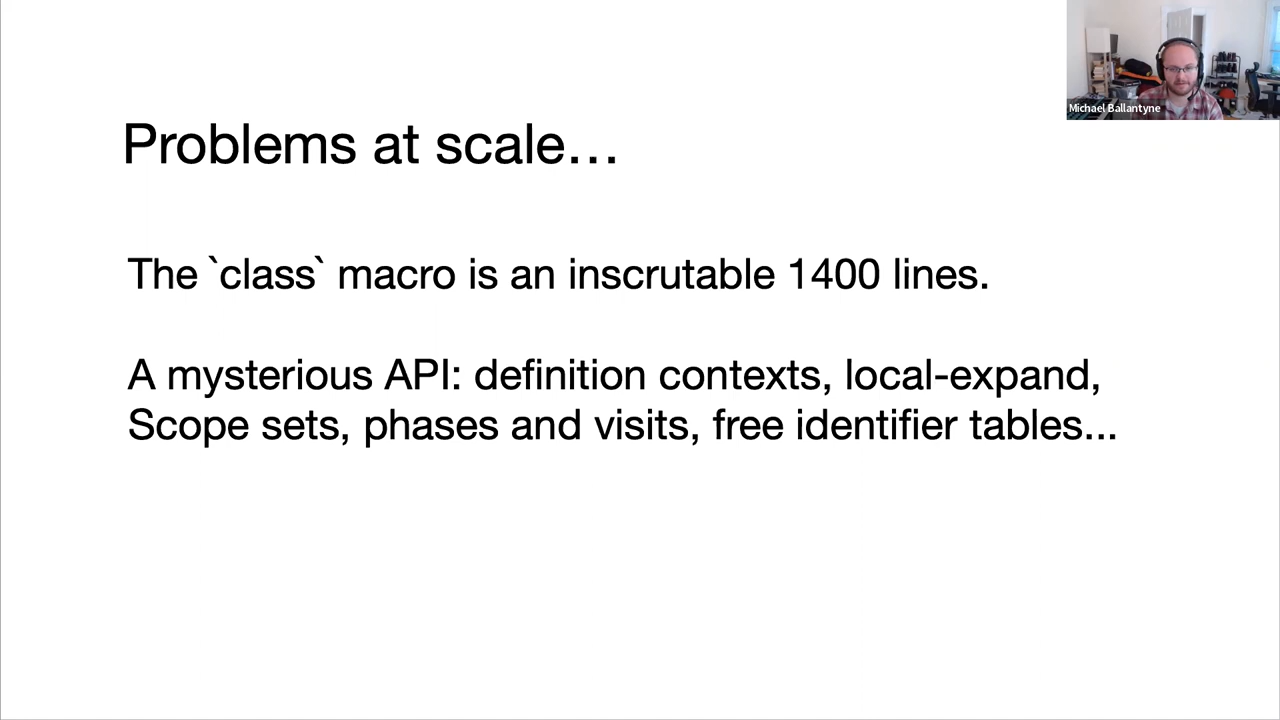 Michael Ballantyne
Problems at scale...
The `class` macro is an inscrutable 1400 lines.
A mysterious API: definition contexts, local-expand,
Scope sets, phases and visits, free identifier tables...